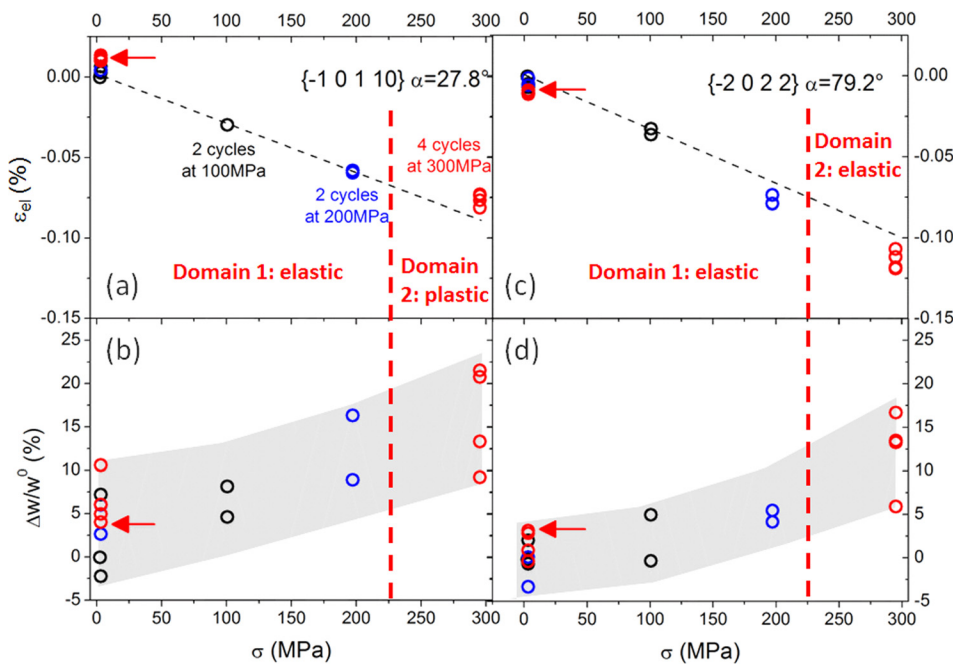 0 50 100 150 200 250 300
0 50 100 150 200 250 300
0.00
-0.05
-0.10
-0.15
εel (%)
{-1 0 1 10} α=27.8°
2 cycles
at 100MPa
2 cycles
at 200MPa
4 cycles
at 300MPa
Domain 1: elastic
Domain
2: plastic
(a)
(c)
{-2 0 2 2} α=79.2°
Domain
2: elastic
Domain 1: elastic
0.00
-0.05
-0.10
-0.15
(b)
(d)
25
20
15
10
5
0
-5
Δw/w⁰ (%)
25
20
15
10
5
0
-5
0 50 100 150 200 250 300
0 50 100 150 200 250 300
σ (MPa)
σ (MPa)